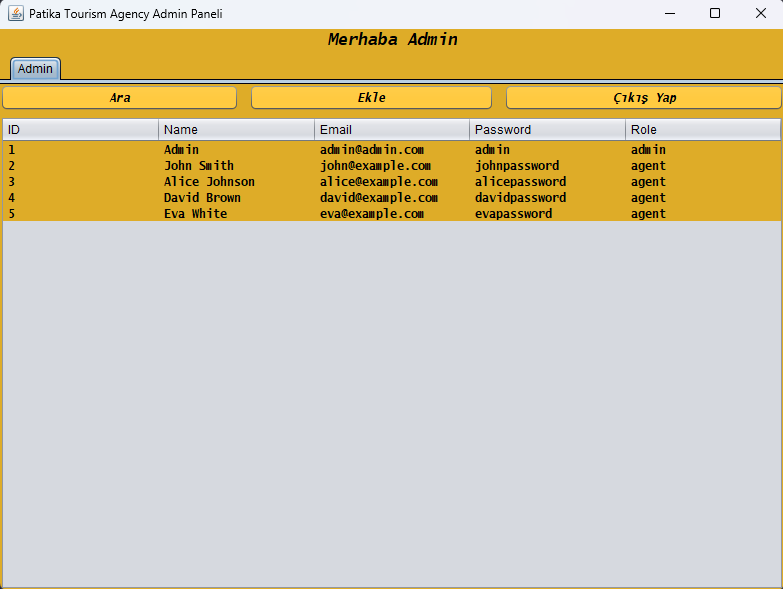 Patika Tourism Agency Admin Paneli
Merhaba Admin
Admin
Ara Ekle Çıkış Yap
ID Name Email Password Role
1 Admin admin@admin.com admin admin
2 John Smith john@example.com johnpassword agent
3 Alice Johnson alice@example.com alicepassword agent
4 David Brown david@example.com davidpassword agent
5 Eva White eva@example.com evapassword agent